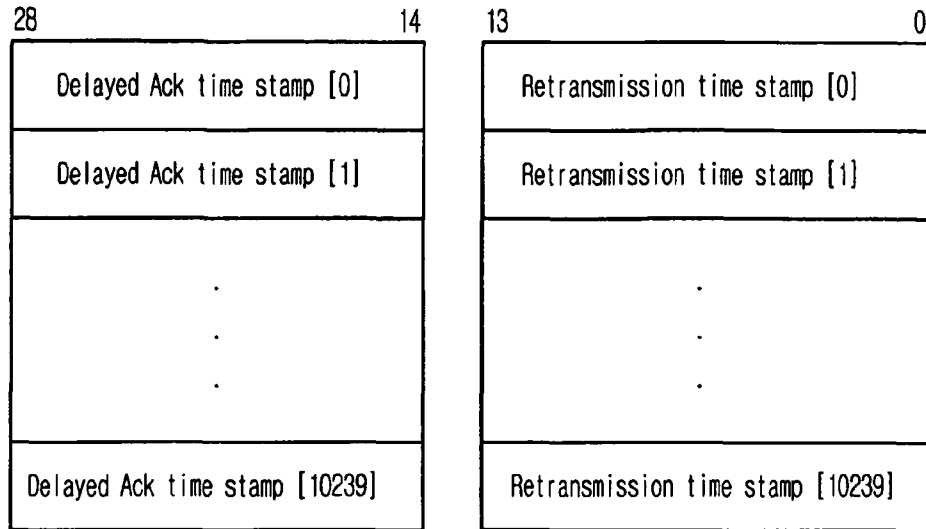 28 14 13 0
Delayed Ack time stamp [0] Retransmission time stamp [0]
Delayed Ack time stamp [1] Retransmission time stamp [1]
Delayed Ack time stamp [10239] Retransmission time stamp [10239]